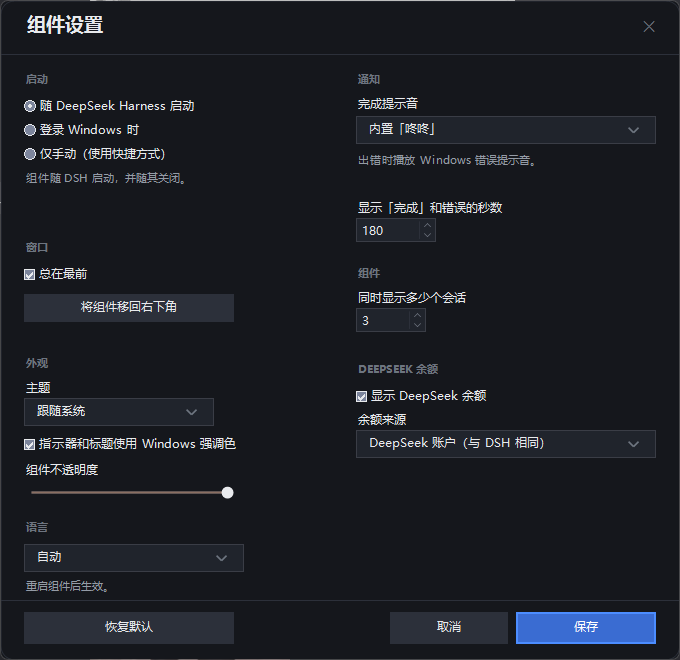 组件设置
启动
随 DeepSeek Harness 启动
登录 Windows 时
仅手动（使用快捷方式）
组件随 DSH 启动，并随其关闭。
窗口
总在最前
将组件移回右下角
外观
主题
跟随系统
指示器和标题使用 Windows 强调色
组件不透明度
语言
自动
重启组件后生效。
通知
完成提示音
内置「咚咚」
出错时播放 Windows 错误提示音。
显示「完成」和错误的秒数
180
组件
同时显示多少个会话
3
DEEPSEEK 余额
显示 DeepSeek 余额
余额来源
DeepSeek 账户（与 DSH 相同）
恢复默认
取消
保存